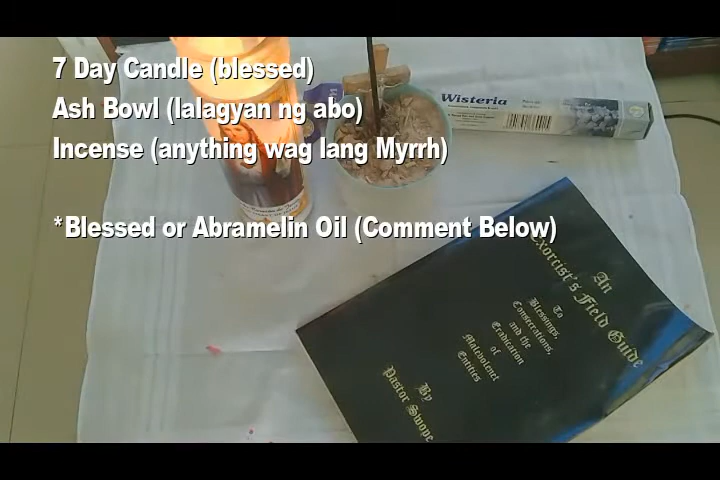 7 Day Candle (blessed)
Ash Bowl (lalagyan ng abo)
Incense (anything wag lang Myrrh)
*Blessed or Abramelin Oil (Comment Below)
Wisteria
An
Exorcist's Field Guide
To
Blessings,
Consecrations,
and the
Eradication
of
Malevolent
Entities
By
Pastor Swope